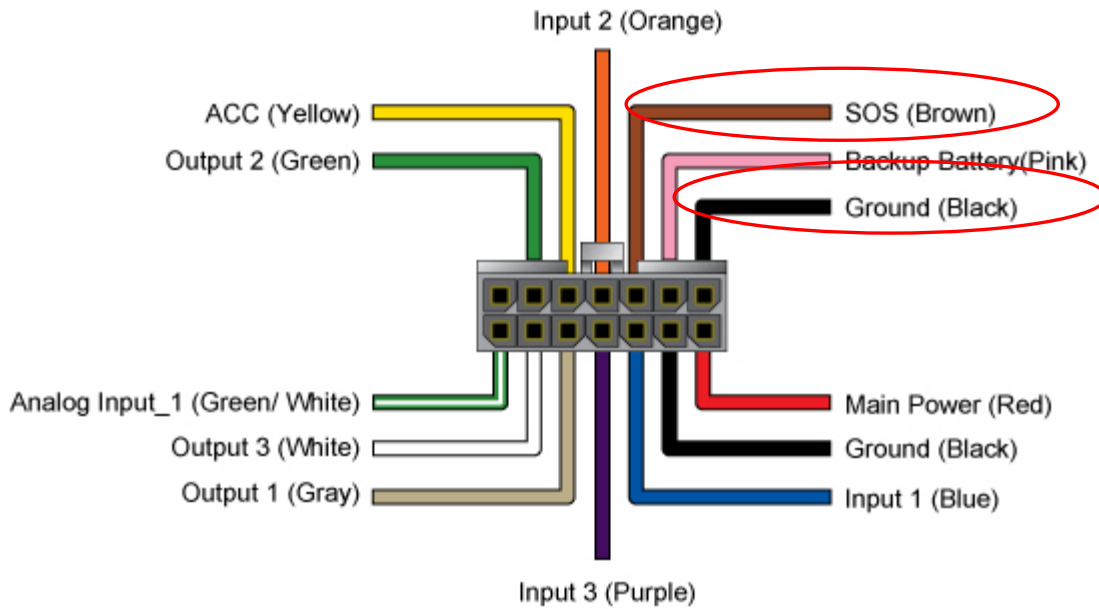 Input 2 (Orange)
ACC (Yellow)
SOS (Brown)
Output 2 (Green)
Backup Battery(Pink)
Ground (Black)
Analog Input_1 (Green/ White)
Main Power (Red)
Output 3 (White)
Ground (Black)
Output 1 (Gray)
Input 1 (Blue)
Input 3 (Purple)